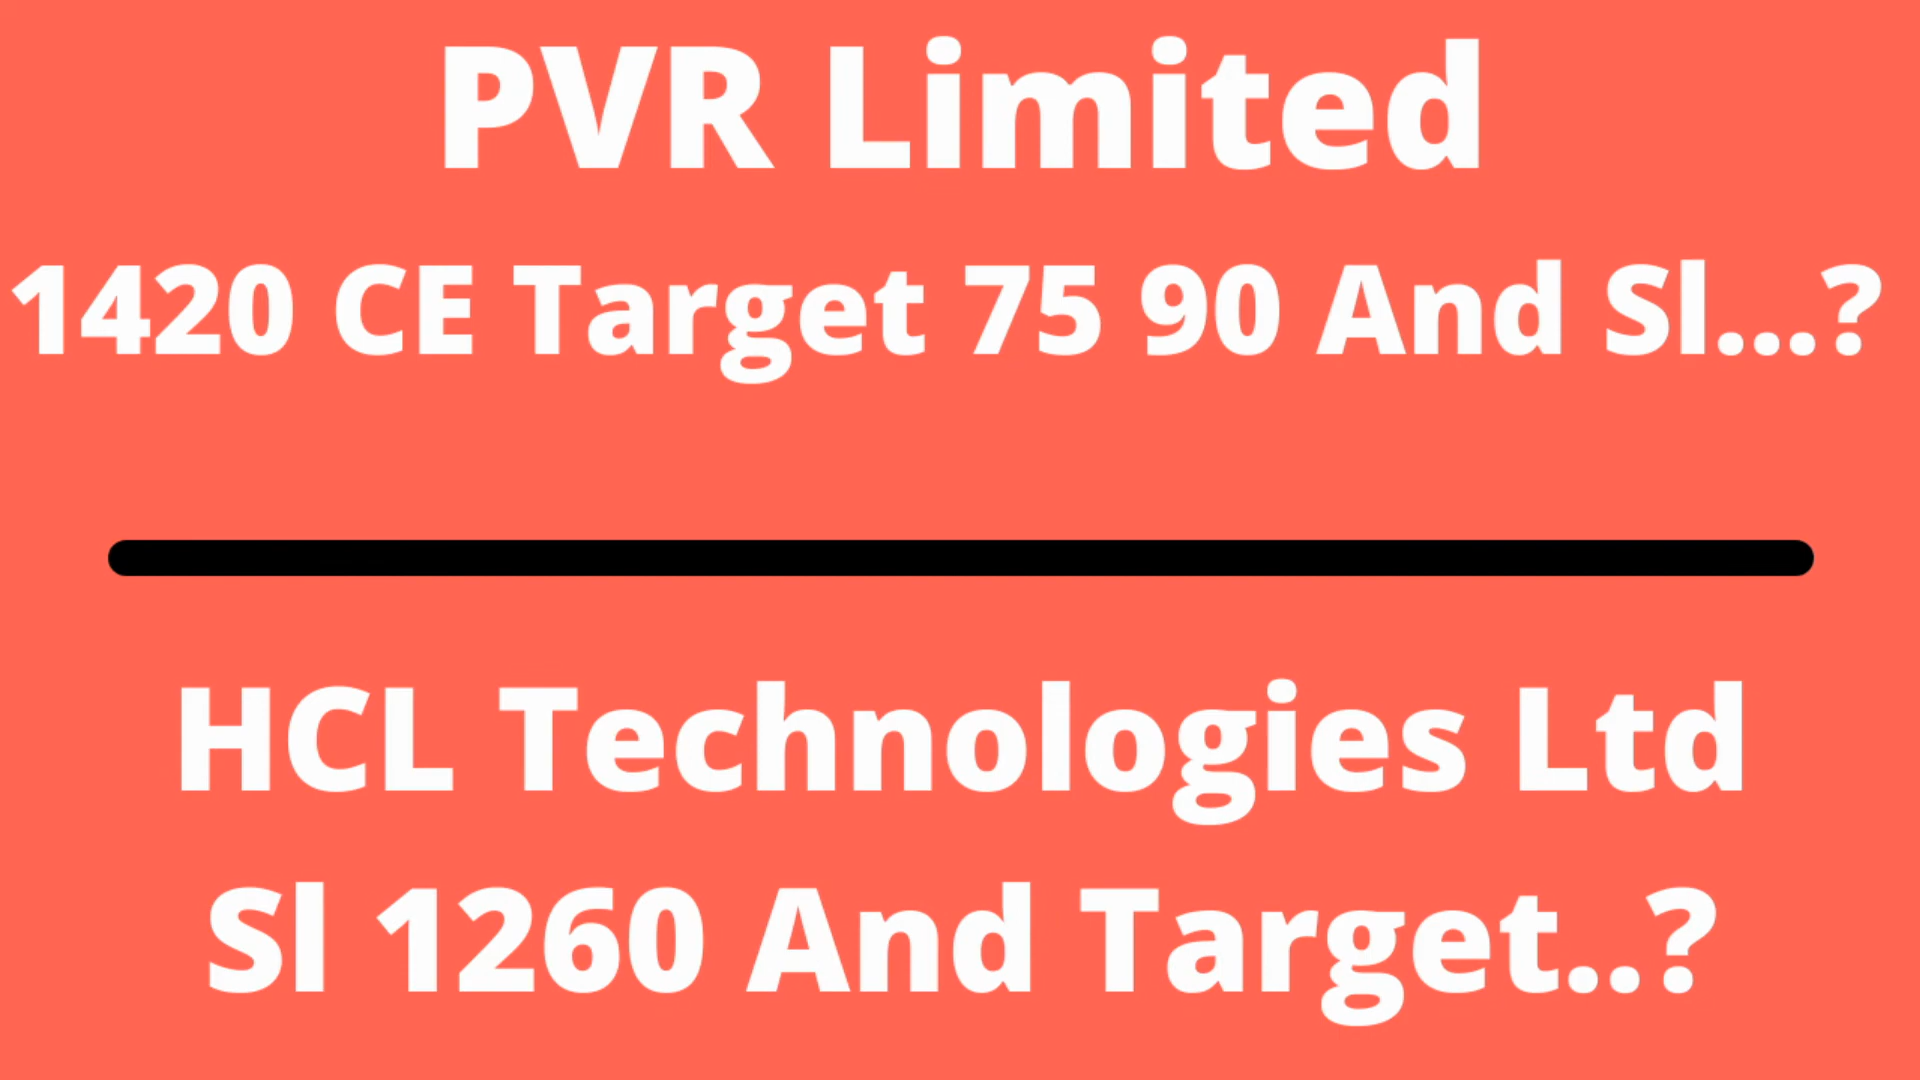 PVR Limited
1420 CE Target 75 90 And Sl...?
HCL Technologies Ltd
Sl 1260 And Target..?